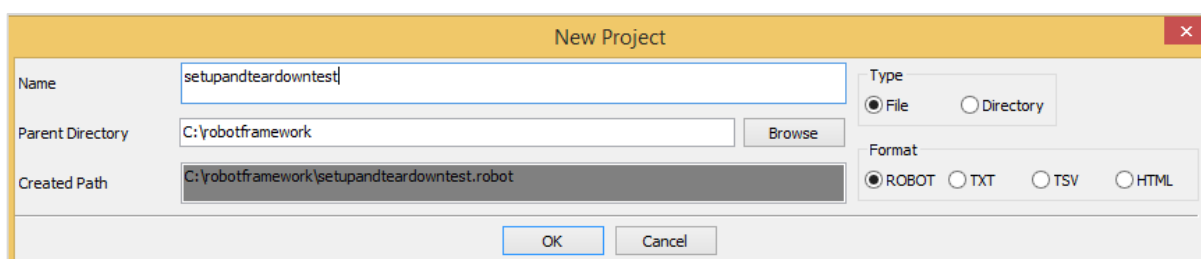 New Project
Name
setupandteardowntest
Type
File
Directory
Parent Directory
C:\robotframework
Browse
Format
Created Path
C:\robotframework\setupandteardowntest.robot
ROBOT
TXT
TSV
HTML
OK
Cancel